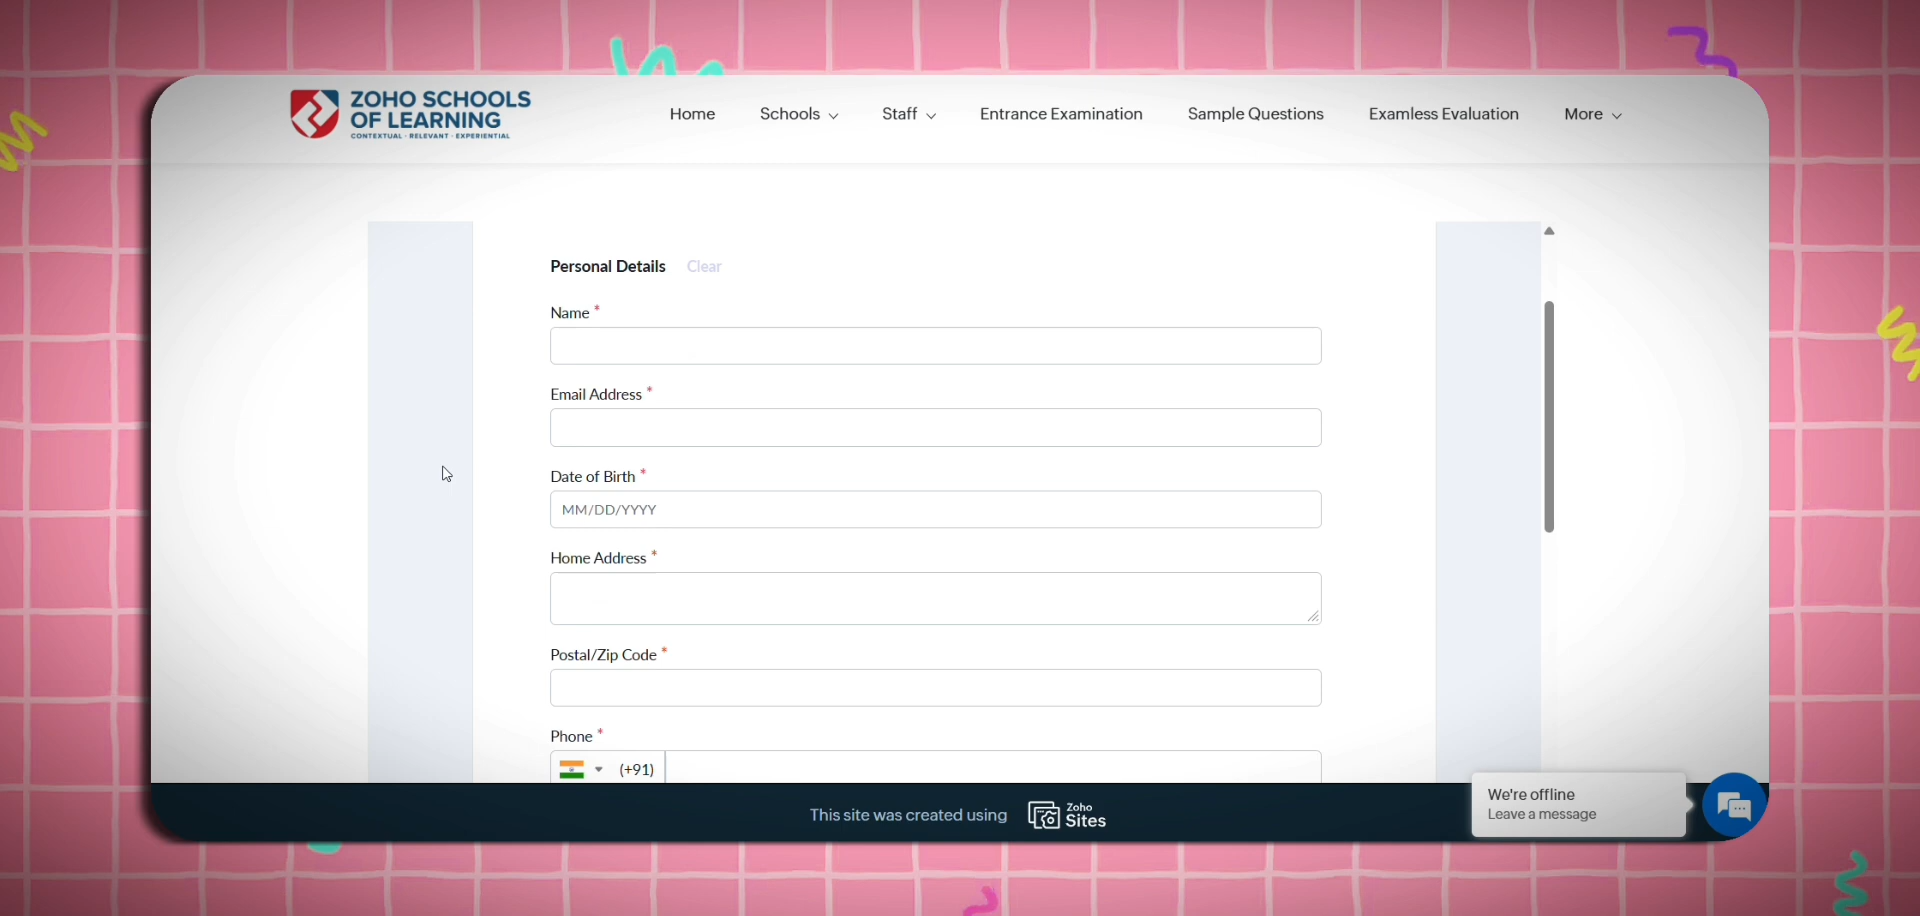 ZOHO SCHOOLS
OF LEARNING
CONTEXTUAL · RELEVANT · EXPERIENTIAL
Home
Schools
Staff
Entrance Examination
Sample Questions
Examless Evaluation
More
Personal Details
Clear
Name *
Email Address *
Date of Birth *
MM/DD/YYYY
Home Address *
Postal/Zip Code *
Phone *
(+91)
This site was created using
Zoho
Sites
We're offline
Leave a message